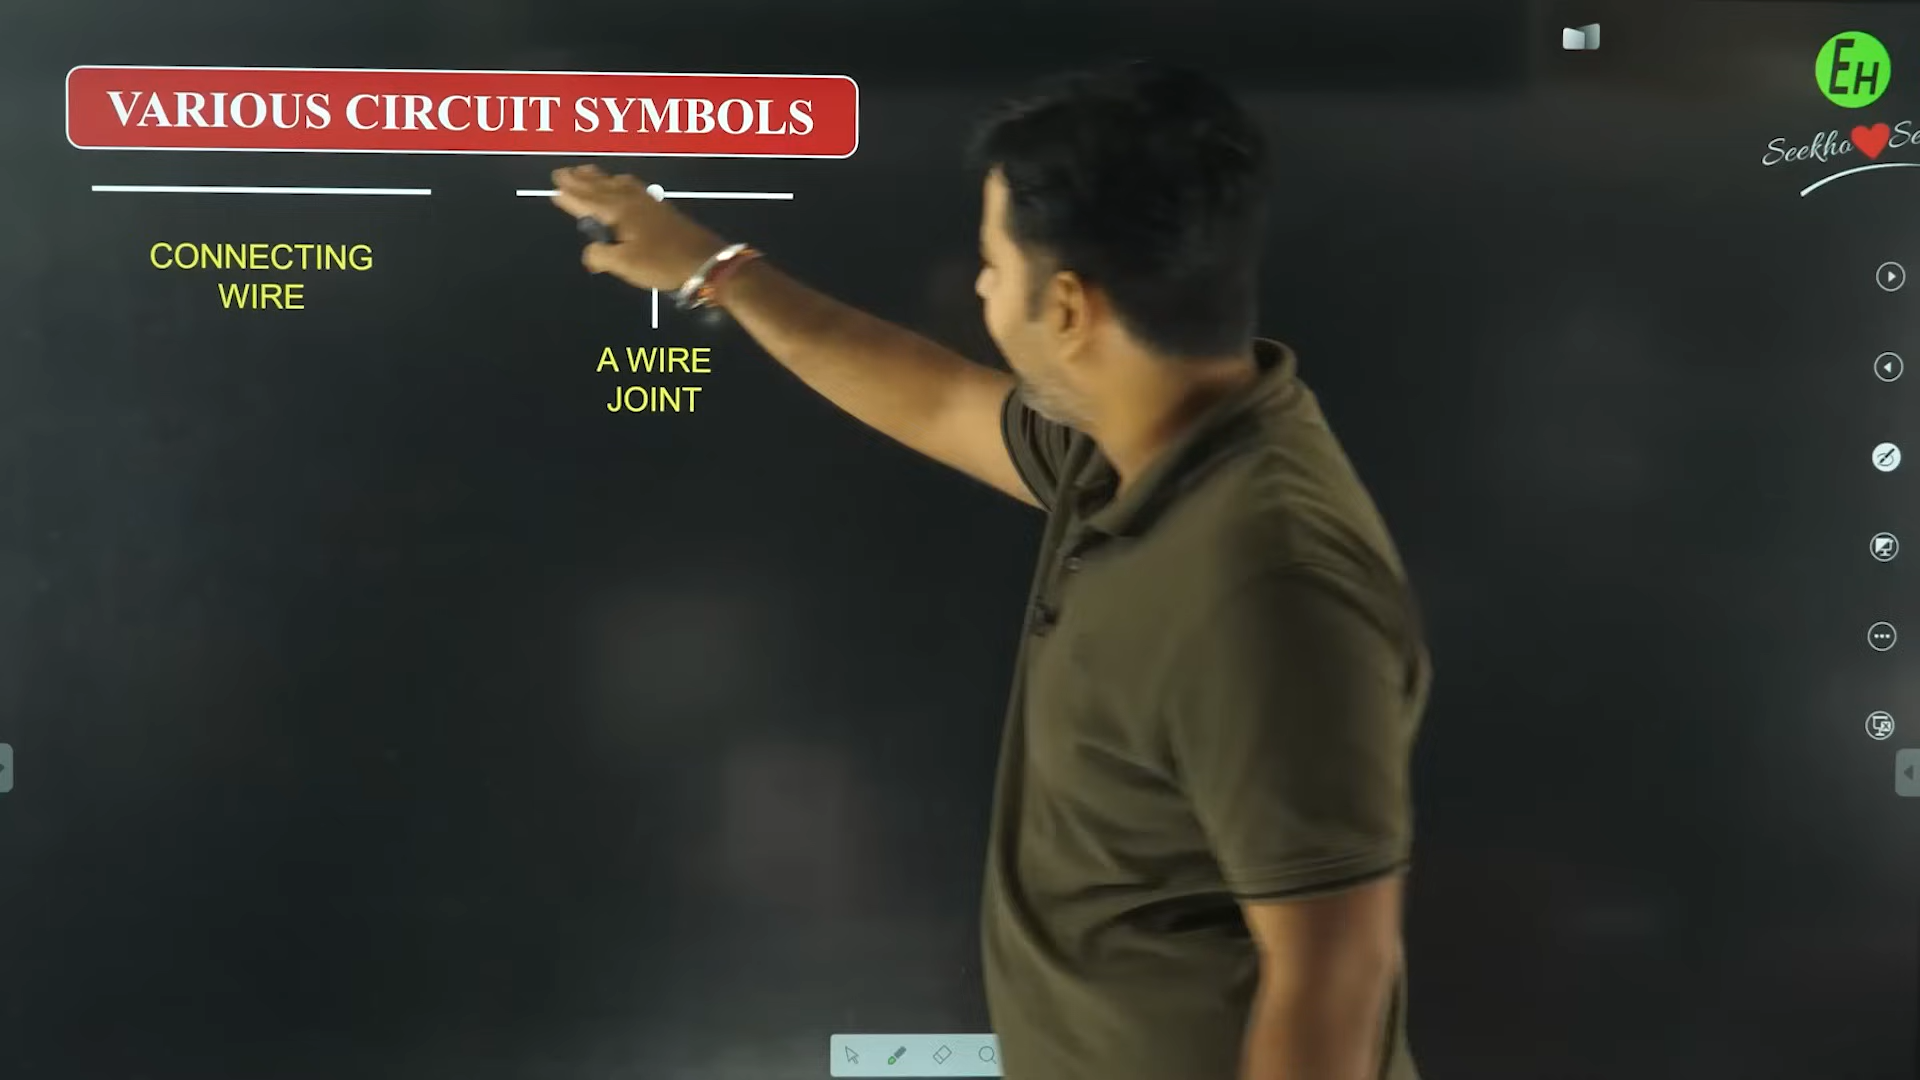 VARIOUS CIRCUIT SYMBOLS
EH
Seekho
CONNECTING
WIRE
A WIRE
JOINT